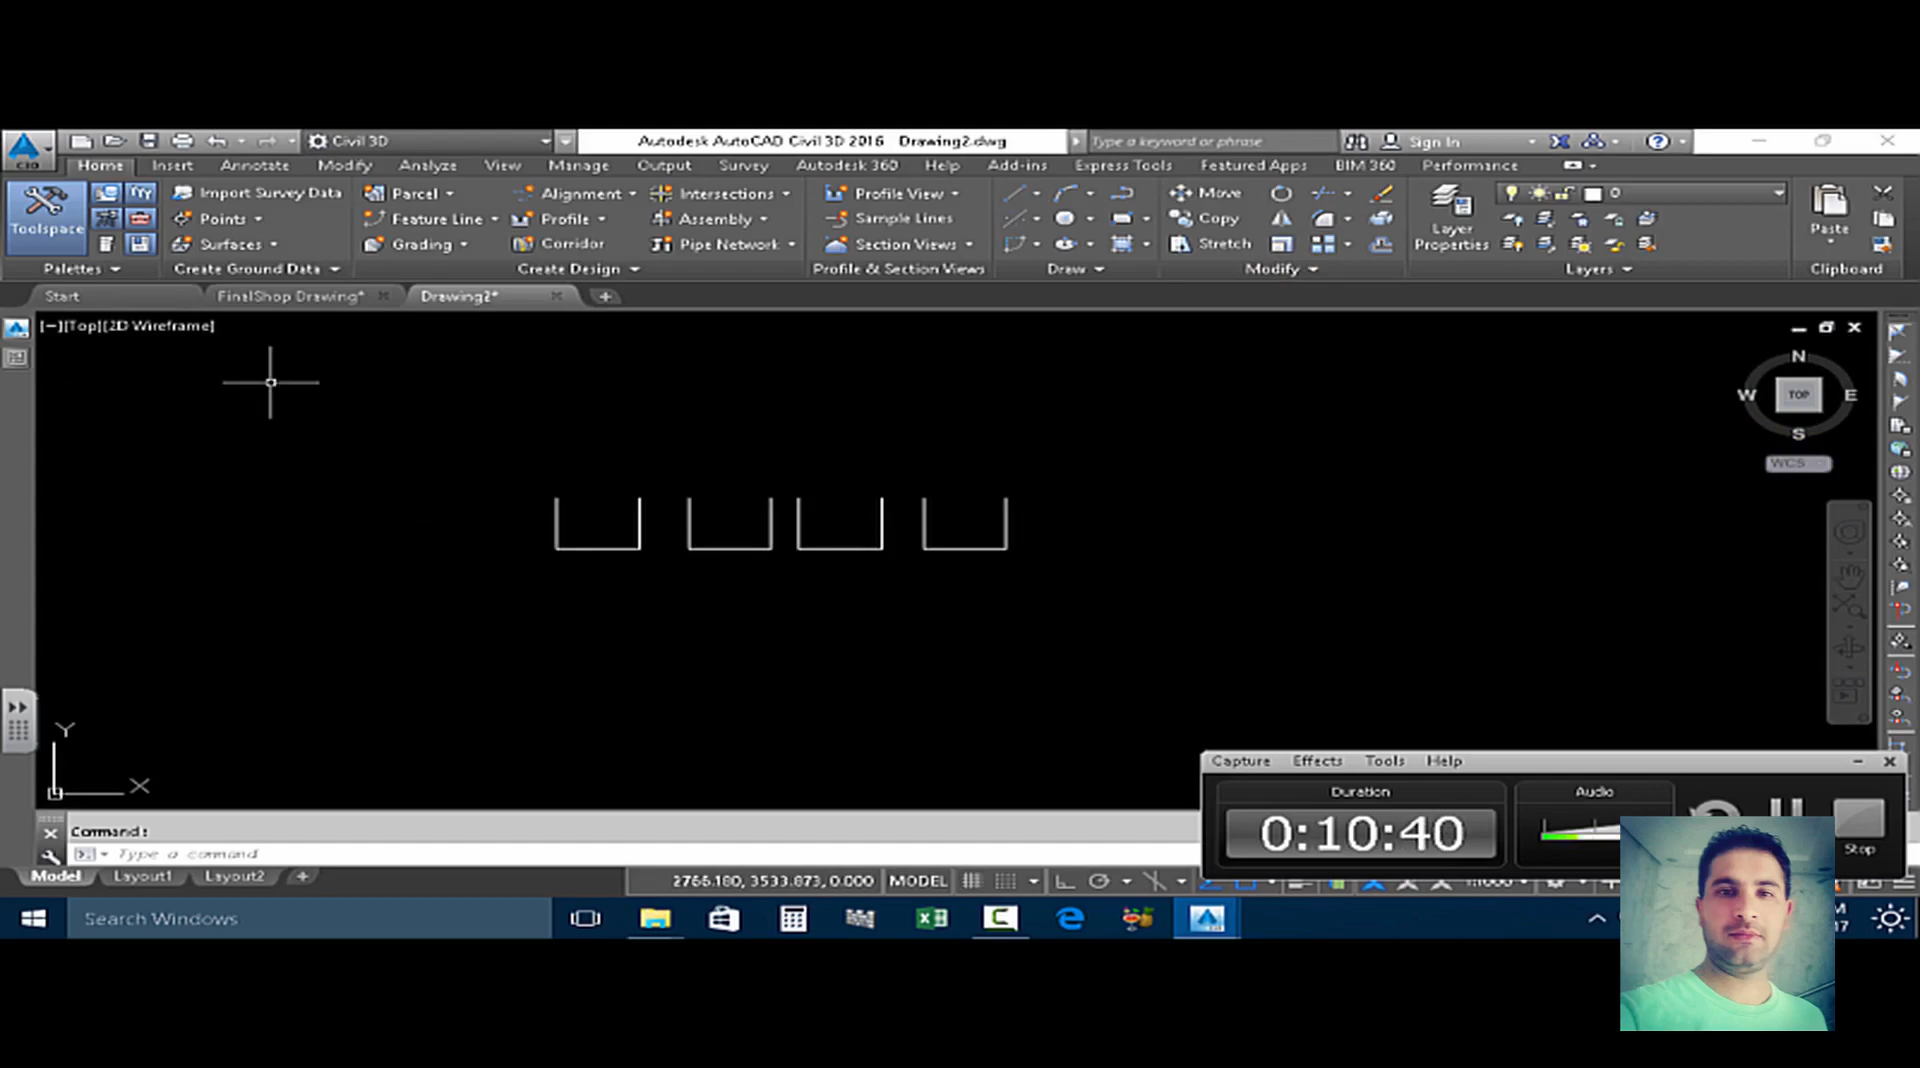 Civil 3D
Autodesk AutoCAD Civil 3D 2016 Drawing2.dwg
Type a keyword or phrase
Sign In
Home Insert Annotate Modify Analyze View Manage Output Survey Autodesk 360 Help Add-ins Express Tools Featured Apps BIM 360 Performance
Toolspace
Import Survey Data
Points
Surfaces
Parcel
Feature Line
Grading
Alignment
Profile
Corridor
Intersections
Assembly
Pipe Network
Profile View
Sample Lines
Section Views
Move
Copy
Stretch
Layer
Properties
0
Paste
Palettes Create Ground Data Create Design Profile & Section Views Draw Modify Layers Clipboard
Start FinalShop Drawing* Drawing2*
[−][Top][2D Wireframe]
N
W TOP E
S
WCS
Y
X
Capture Effects Tools Help
Duration Audio
0:10:40
Stop
Command:
Type a command
Model Layout1 Layout2
2766.180, 3533.873, 0.000 MODEL
Search Windows